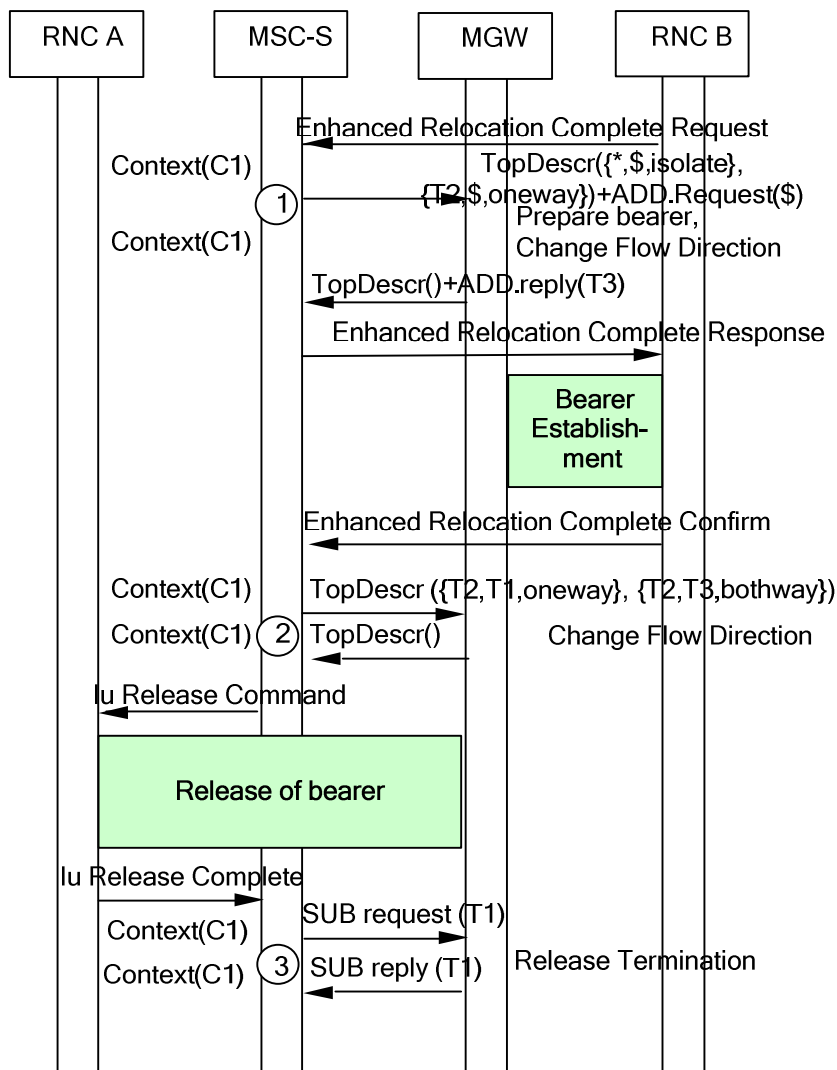 RNC A
MSC-S
MGW
RNC B
Enhanced Relocation Complete Request
Context(C1)
TopDescr({*,$,isolate},
{T2,$,oneway})+ADD.Request($)
1
Prepare bearer,
Context(C1)
Change Flow Direction
TopDescr()+ADD.reply(T3)
Enhanced Relocation Complete Response
Bearer
Establish-
ment
Enhanced Relocation Complete Confirm
Context(C1)
TopDescr ({T2,T1,oneway}, {T2,T3,bothway})
Context(C1)
2
TopDescr()
Change Flow Direction
Iu Release Command
Release of bearer
Iu Release Complete
SUB request (T1)
Context(C1)
3
Context(C1)
SUB reply (T1)
Release Termination